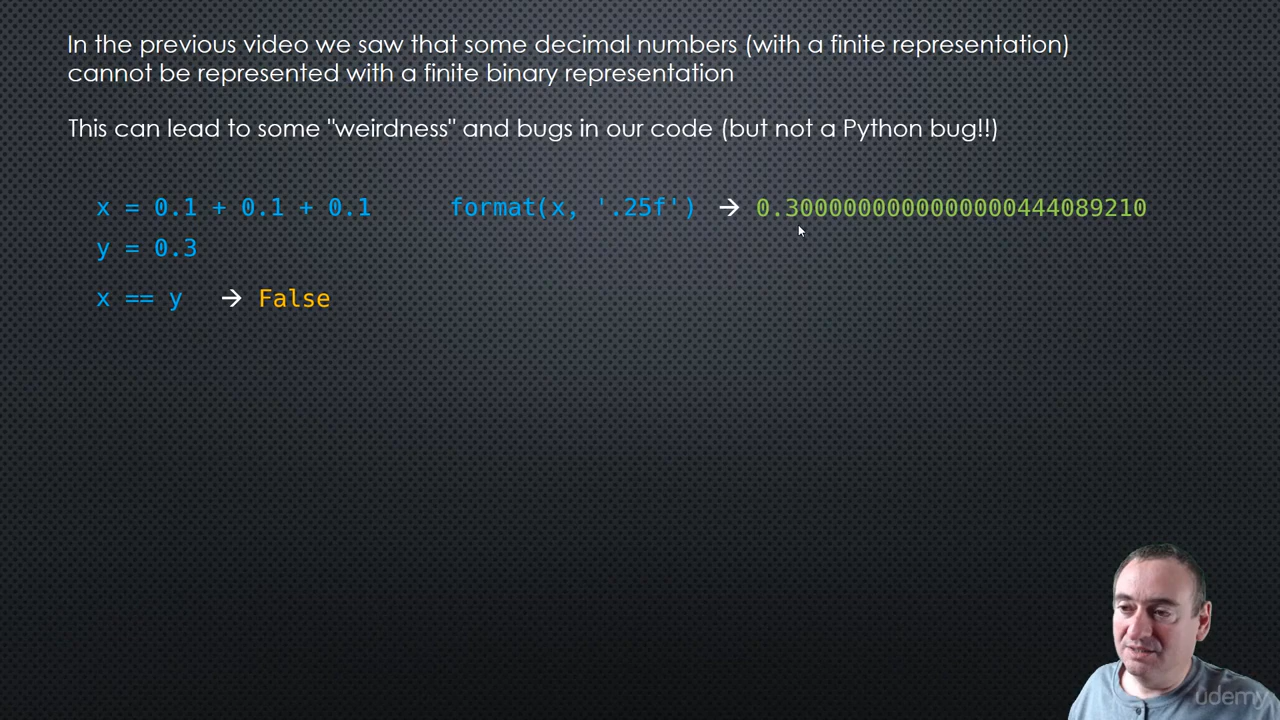 In the previous video we saw that some decimal numbers (with a finite representation)
cannot be represented with a finite binary representation
This can lead to some "weirdness" and bugs in our code (but not a Python bug!!)
x = 0.1 + 0.1 + 0.1 format(x, '.25f') → 0.3000000000000000444089210
y = 0.3
x == y → False
udemy